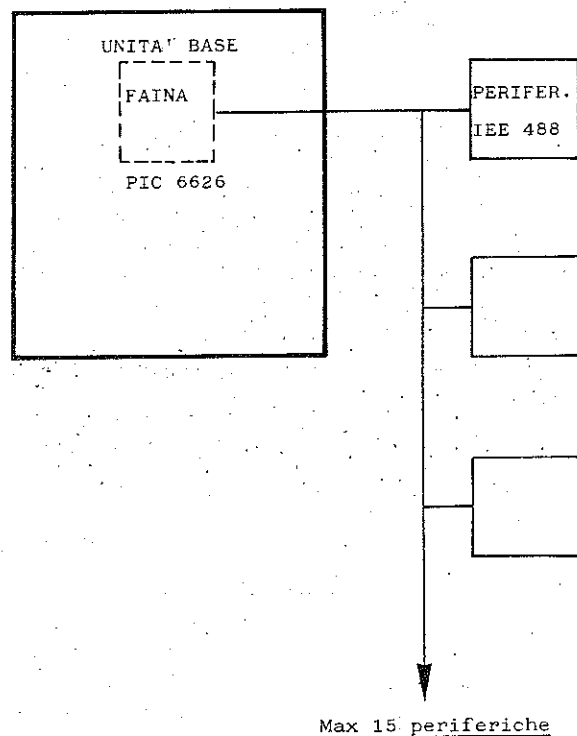 UNITA' BASE
FAINA
PIC 6626
PERIFER.
IEE 488
Max 15 periferiche